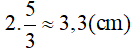 2. 5/3 ≈ 3,3(cm)